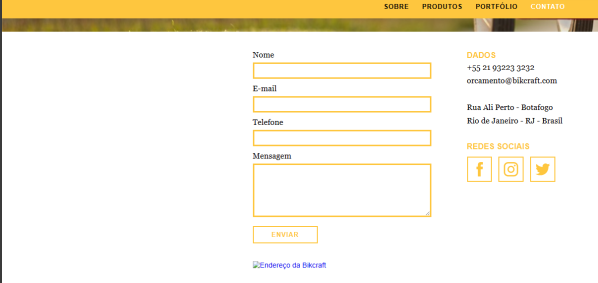 SOBRE PRODUTOS PORTFÓLIO CONTATO
Nome
E-mail
Telefone
Mensagem
ENVIAR
Endereço da Bikcraft
DADOS
+55 21 93223 3232
orcamento@bikcraft.com
Rua Ali Perto - Botafogo
Rio de Janeiro - RJ - Brasil
REDES SOCIAIS